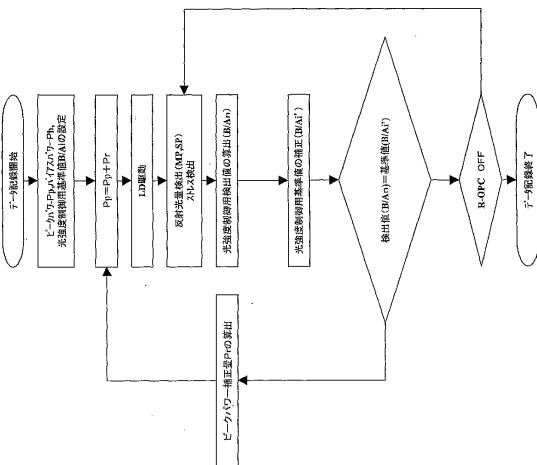 データ記録開始
ピークパワーPp,バイアスパワーPb,
光強度制御用基準値B/Aiの設定
Pp=Pp+Pr
LD駆動
反射光量検出(MP,SP)
ストレス検出
光強度制御用検出値の算出(B/An)
光強度制御用基準値の補正(B/Ai')
検出値(B/An)=基準値(B/Ai')
R-OPC OFF
データ記録終了
ピークパワー補正量Prの算出